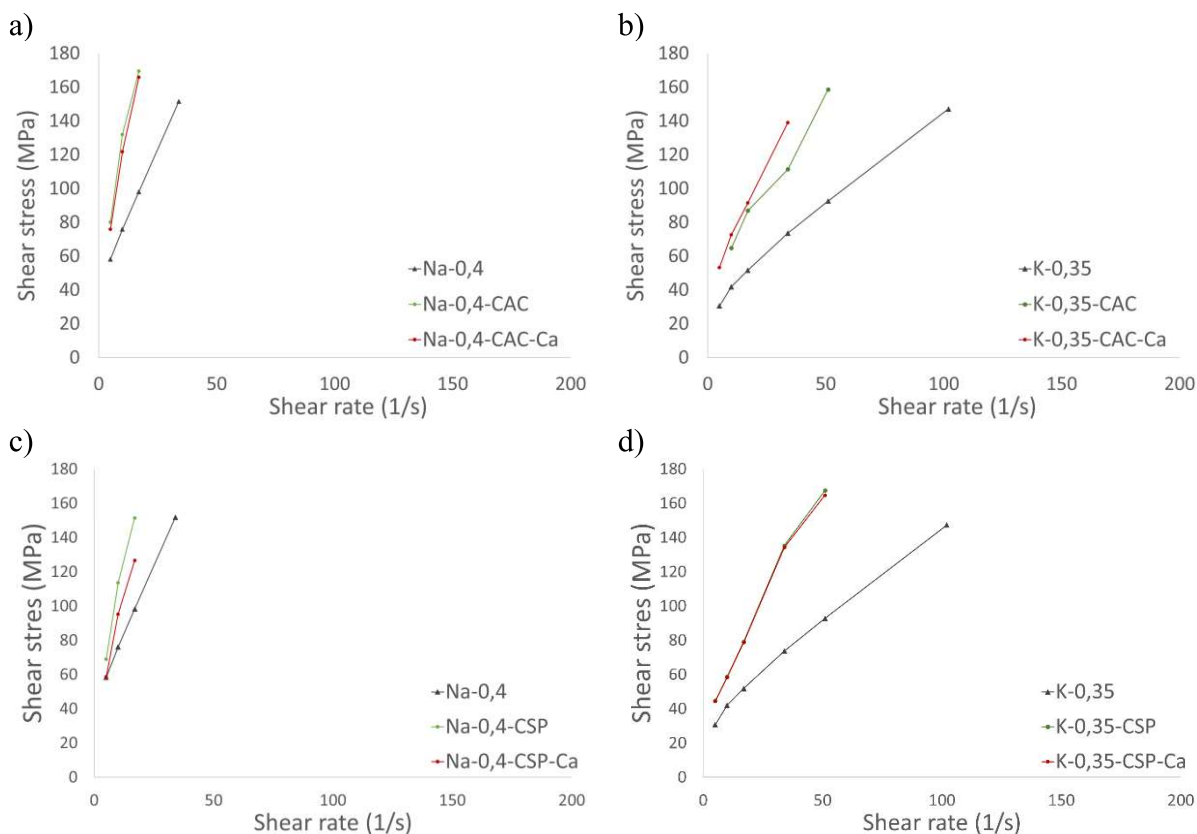 a)
180
160
140
120
100
80
60
40
20
0
Shear stress (MPa)
0 50 100 150 200
Shear rate (1/s)
Na-0,4
Na-0,4-CAC
Na-0,4-CAC-Ca
b)
180
160
140
120
100
80
60
40
20
0
Shear stress (MPa)
0 50 100 150 200
Shear rate (1/s)
K-0,35
K-0,35-CAC
K-0,35-CAC-Ca
c)
180
160
140
120
100
80
60
40
20
0
Shear stres (MPa)
0 50 100 150 200
Shear rate (1/s)
Na-0,4
Na-0,4-CSP
Na-0,4-CSP-Ca
d)
180
160
140
120
100
80
60
40
20
0
Shear stres (MPa)
0 50 100 150 200
Shear rate (1/s)
K-0,35
K-0,35-CSP
K-0,35-CSP-Ca